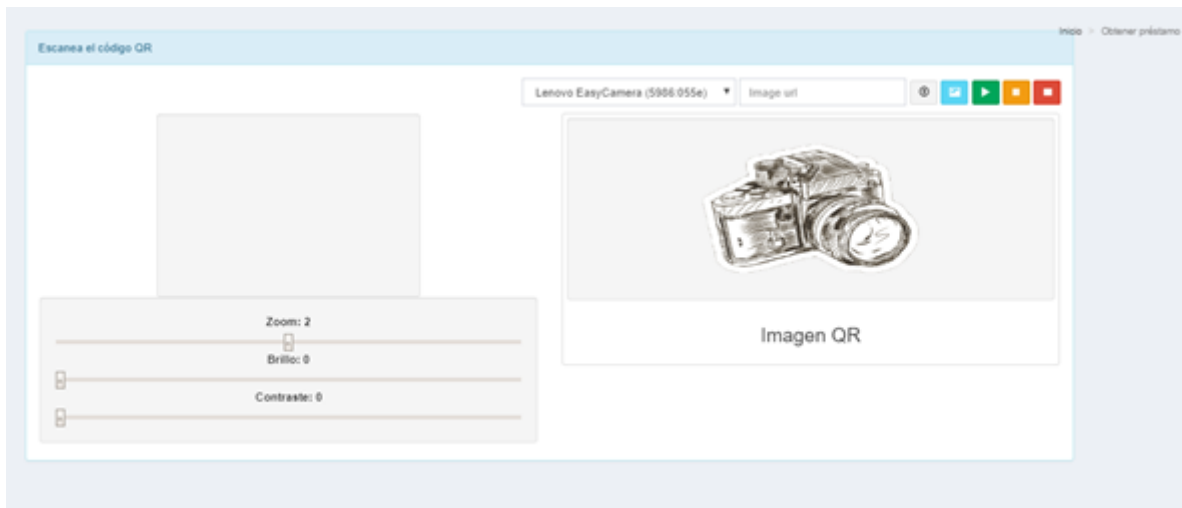 Inicio > Obtener préstamo
Escanea el código QR
Lenovo EasyCamera (5986:055e) Image url
Zoom: 2
Brillo: 0
Contraste: 0
Imagen QR